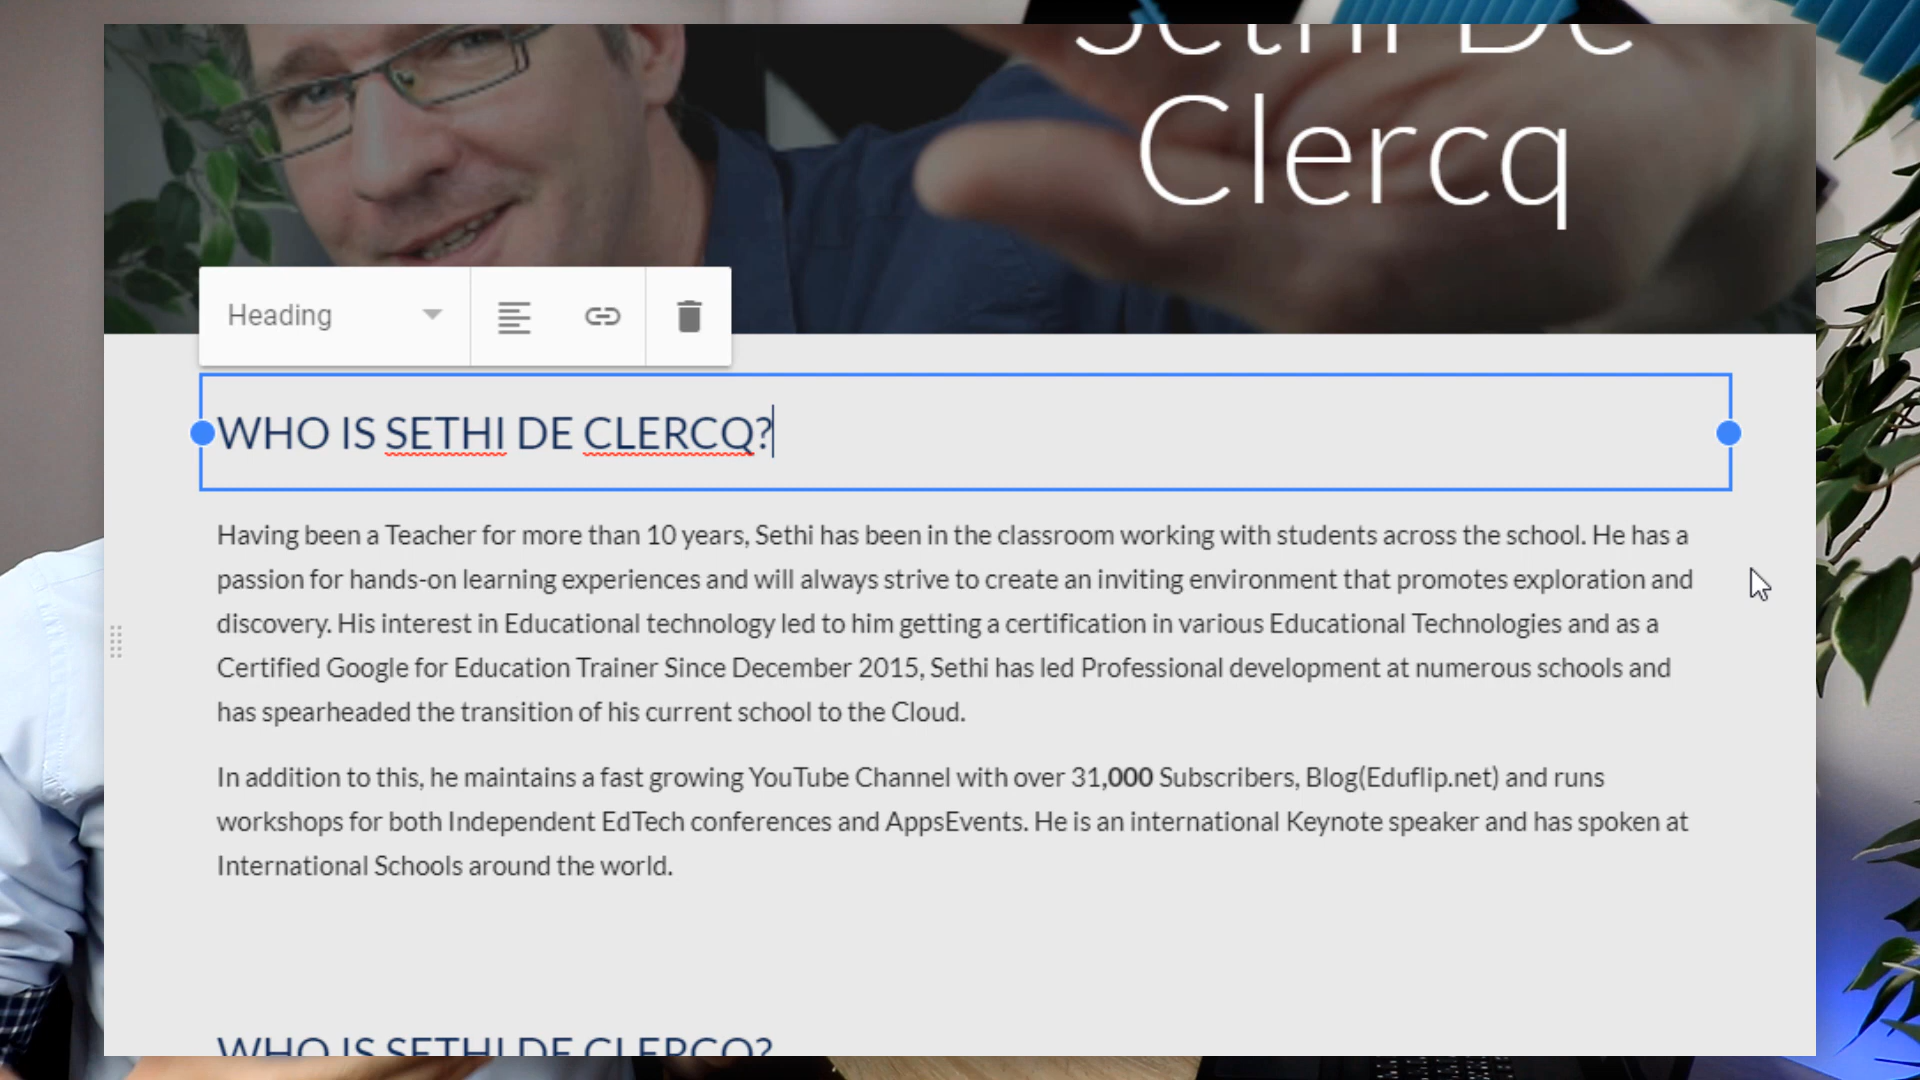 Sethi De
Clercq
Heading
WHO IS SETHI DE CLERCQ?
Having been a Teacher for more than 10 years, Sethi has been in the classroom working with students across the school. He has a
passion for hands-on learning experiences and will always strive to create an inviting environment that promotes exploration and
discovery. His interest in Educational technology led to him getting a certification in various Educational Technologies and as a
Certified Google for Education Trainer Since December 2015, Sethi has led Professional development at numerous schools and
has spearheaded the transition of his current school to the Cloud.
In addition to this, he maintains a fast growing YouTube Channel with over 31,000 Subscribers, Blog(Eduflip.net) and runs
workshops for both Independent EdTech conferences and AppsEvents. He is an international Keynote speaker and has spoken at
International Schools around the world.
WHO IS SETHI DE CLERCQ?